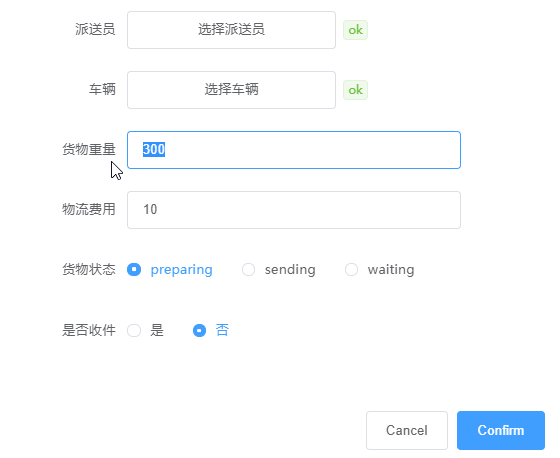 派送员 选择派送员 ok
车辆 选择车辆 ok
货物重量 300
物流费用 10
货物状态 preparing sending waiting
是否收件 是 否
Cancel Confirm